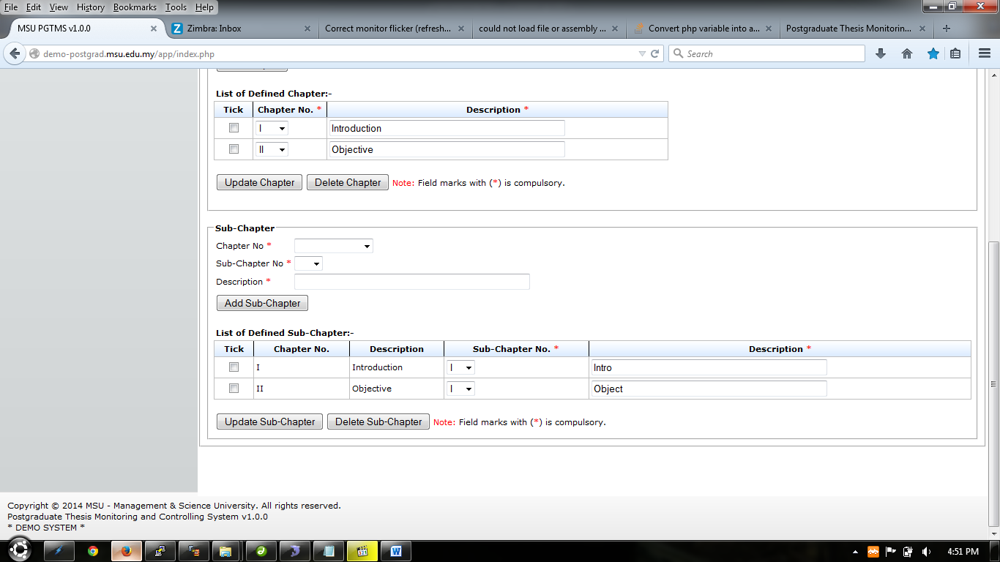 File Edit View History Bookmarks Tools Help
MSU PGTMS v1.0.0 Zimbra: Inbox Correct monitor flicker (refresh... could not load file or assembly ... Convert php variable into a... Postgraduate Thesis Monitorin...
demo-postgrad.msu.edu.my/app/index.php Search
List of Defined Chapter:-
Tick Chapter No. * Description *
I Introduction
II Objective
Update Chapter Delete Chapter Note: Field marks with (*) is compulsory.
Sub-Chapter
Chapter No *
Sub-Chapter No *
Description *
Add Sub-Chapter
List of Defined Sub-Chapter:-
Tick Chapter No. Description Sub-Chapter No. * Description *
I Introduction I Intro
II Objective I Object
Update Sub-Chapter Delete Sub-Chapter Note: Field marks with (*) is compulsory.
Copyright © 2014 MSU - Management & Science University. All rights reserved.
Postgraduate Thesis Monitoring and Controlling System v1.0.0
* DEMO SYSTEM *
4:51 PM